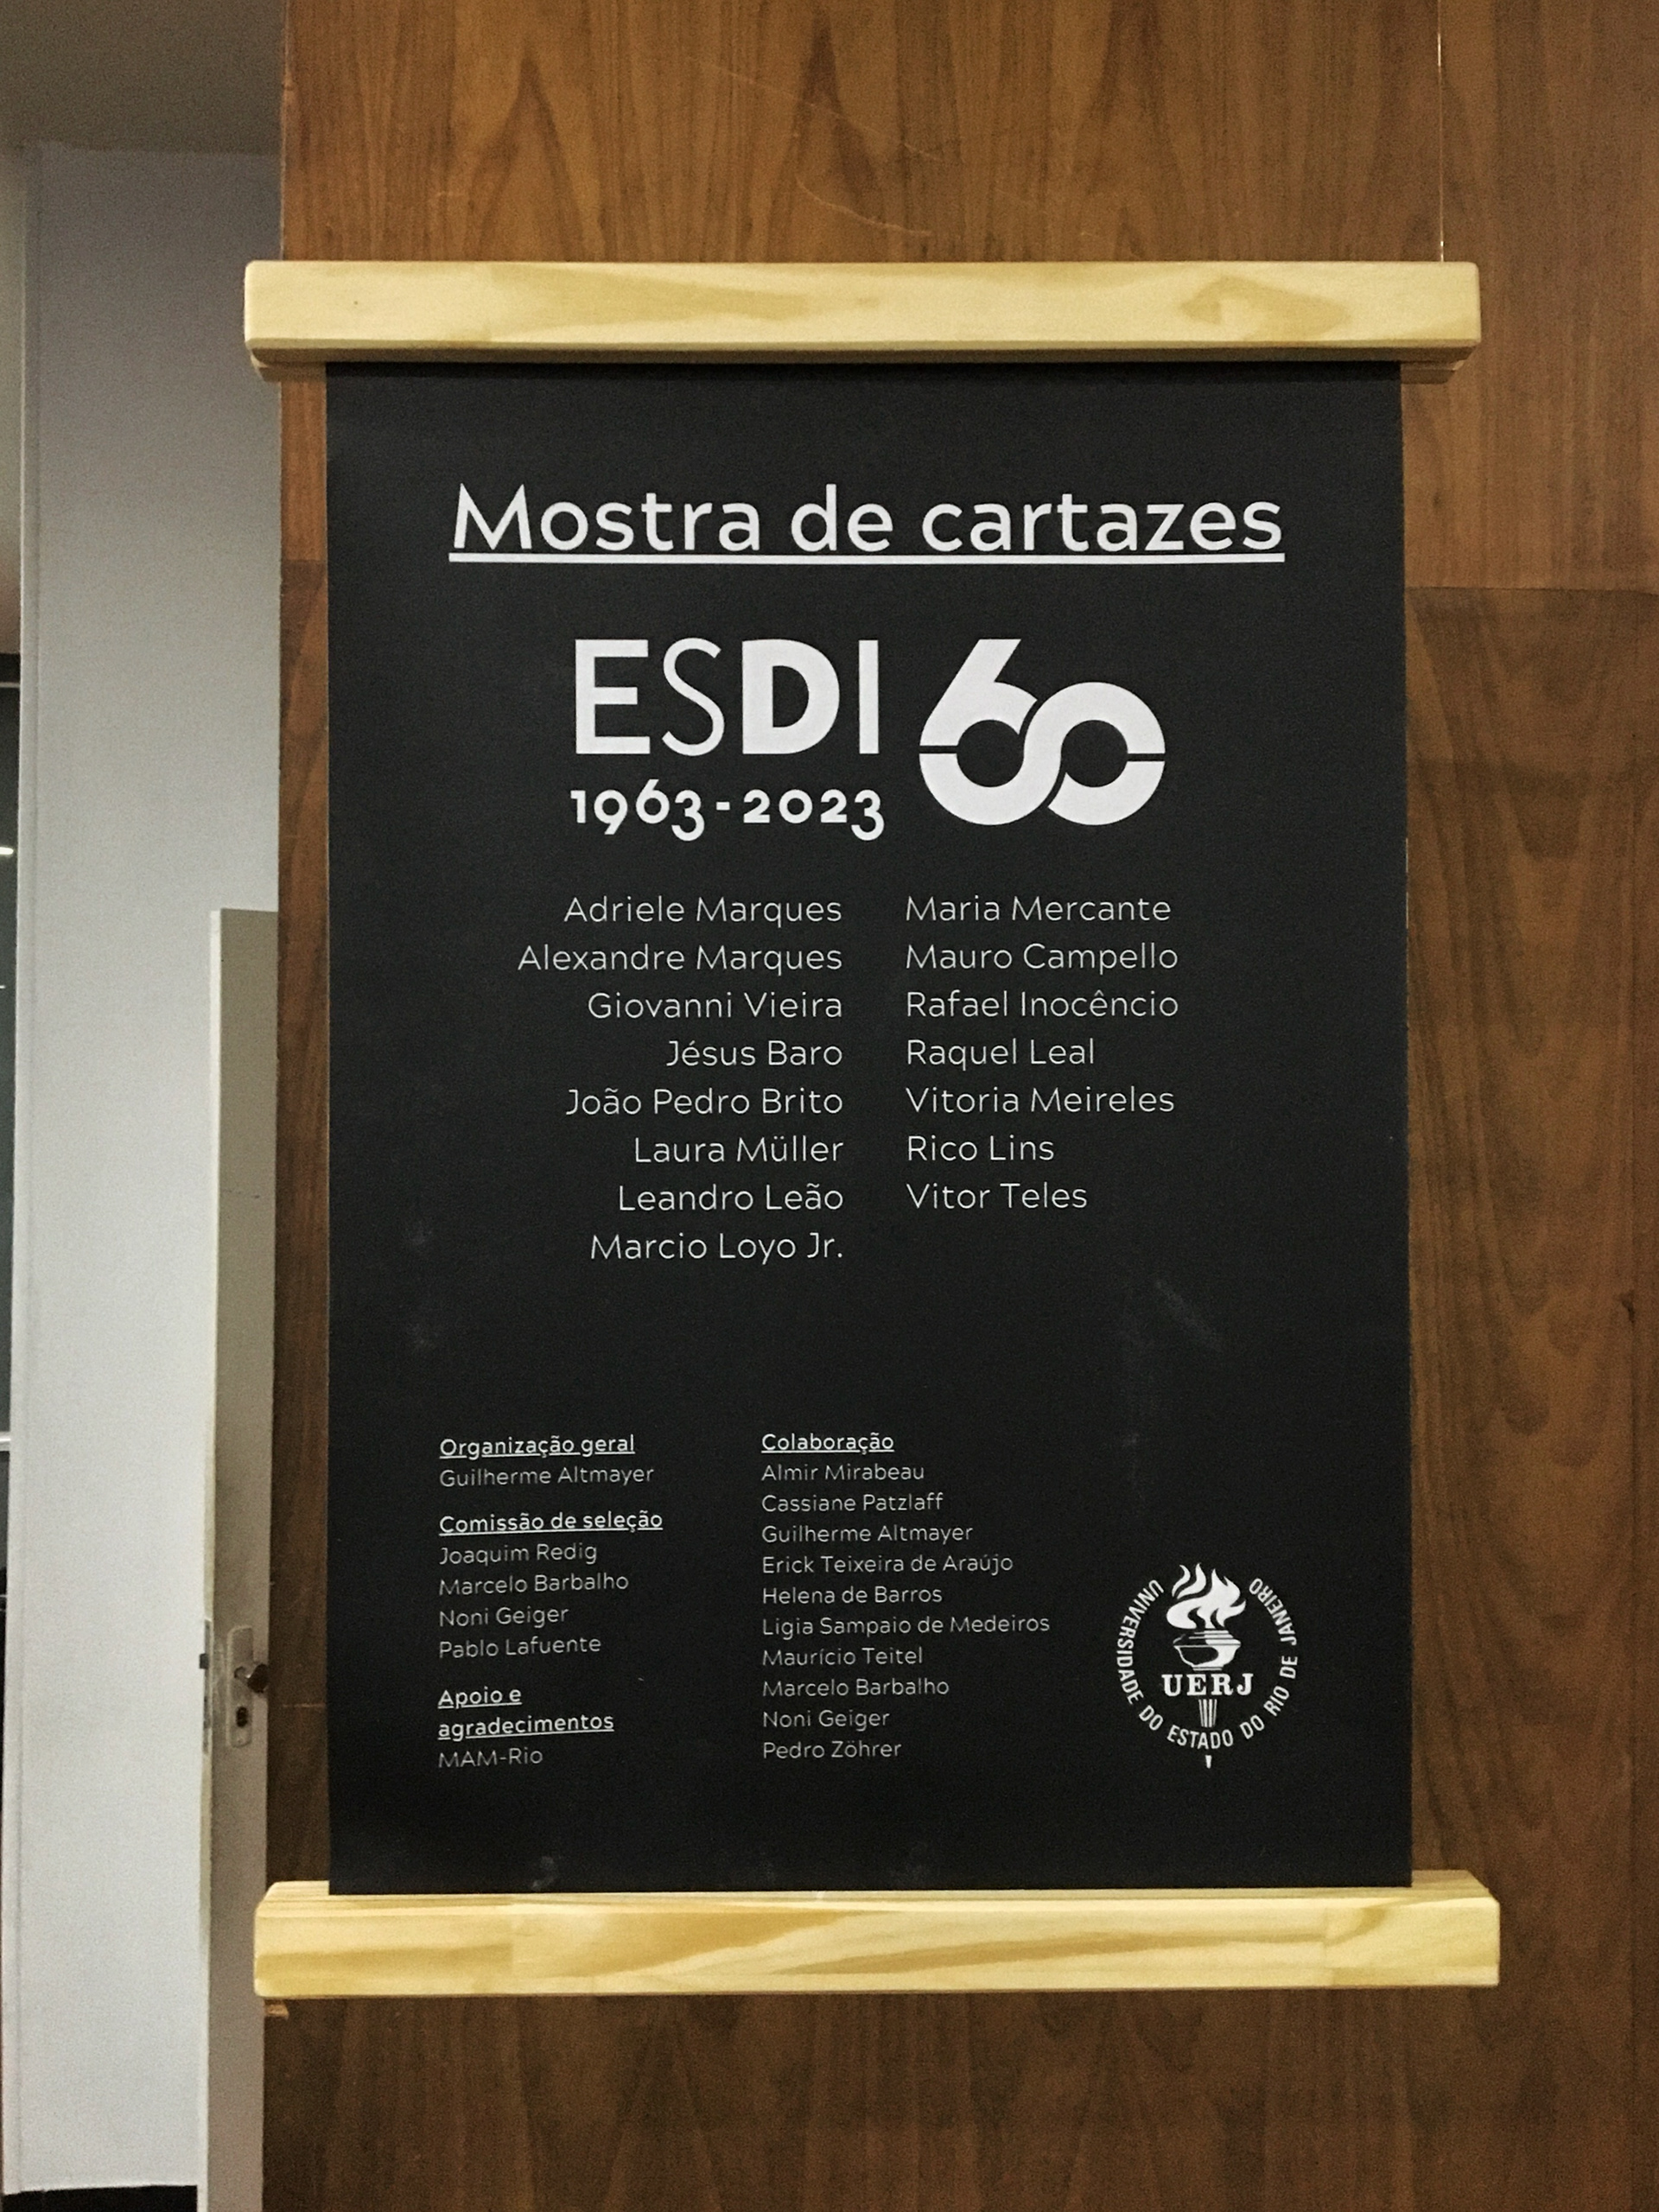 Mostra de cartazes
ESDI 60
1963-2023
Adriele Marques
Alexandre Marques
Giovanni Vieira
Jésus Baro
João Pedro Brito
Laura Müller
Leandro Leão
Marcio Loyo Jr.
Maria Mercante
Mauro Campello
Rafael Inocêncio
Raquel Leal
Vitoria Meireles
Rico Lins
Vitor Teles
Organização geral
Guilherme Altmayer
Comissão de seleção
Joaquim Redig
Marcelo Barbalho
Noni Geiger
Pablo Lafuente
Apoio e
agradecimentos
MAM-Rio
Colaboração
Almir Mirabeau
Cassiane Patzlaff
Guilherme Altmayer
Erick Teixeira de Araújo
Helena de Barros
Ligia Sampaio de Medeiros
Maurício Teitel
Marcelo Barbalho
Noni Geiger
Pedro Zöhrer
UERJ
UNIVERSIDADE DO ESTADO DO RIO DE JANEIRO